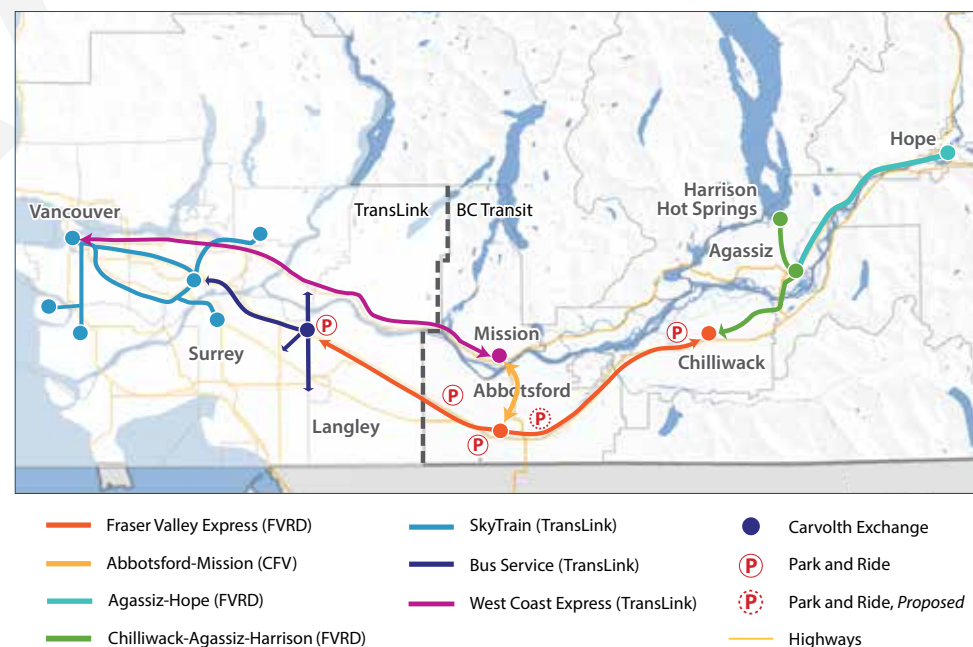 Hope
Harrison
Hot Springs
Vancouver
TransLink
BC Transit
Agassiz
P
Mission
P
Surrey
Chilliwack
Abbotsford
P
P
Langley
P
Fraser Valley Express (FVRD)
SkyTrain (TransLink)
Carvolth Exchange
Abbotsford-Mission (CFV)
Bus Service (TransLink)
P
Park and Ride
Agassiz-Hope (FVRD)
West Coast Express (TransLink)
P
Park and Ride, Proposed
Chilliwack-Agassiz-Harrison (FVRD)
Highways